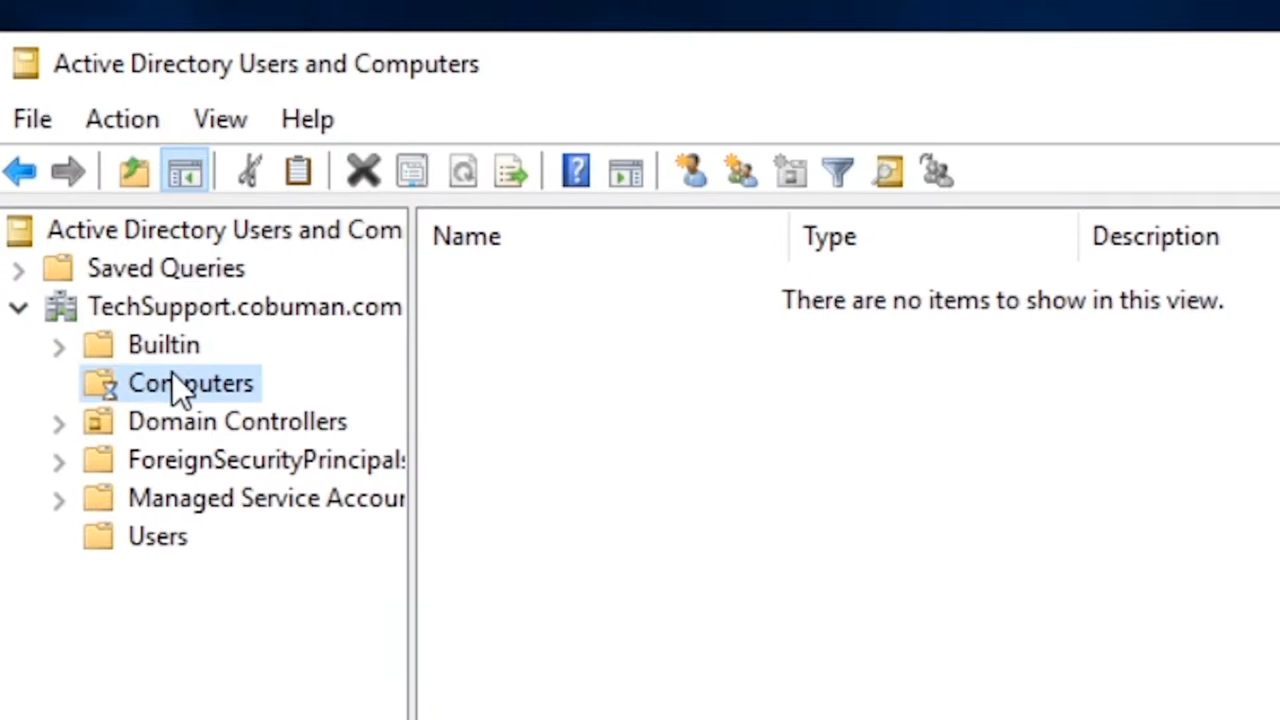 Active Directory Users and Computers
File Action View Help
Active Directory Users and Com
Saved Queries
TechSupport.cobuman.com
Builtin
Computers
Domain Controllers
ForeignSecurityPrincipals
Managed Service Accour
Users
Name Type Description
There are no items to show in this view.